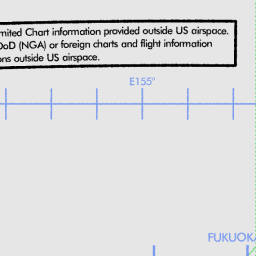 mited Chart information provided outside US airspace.
DoD (NGA) or foreign charts and flight information
ons outside US airspace.
E155°
FUKUOKA